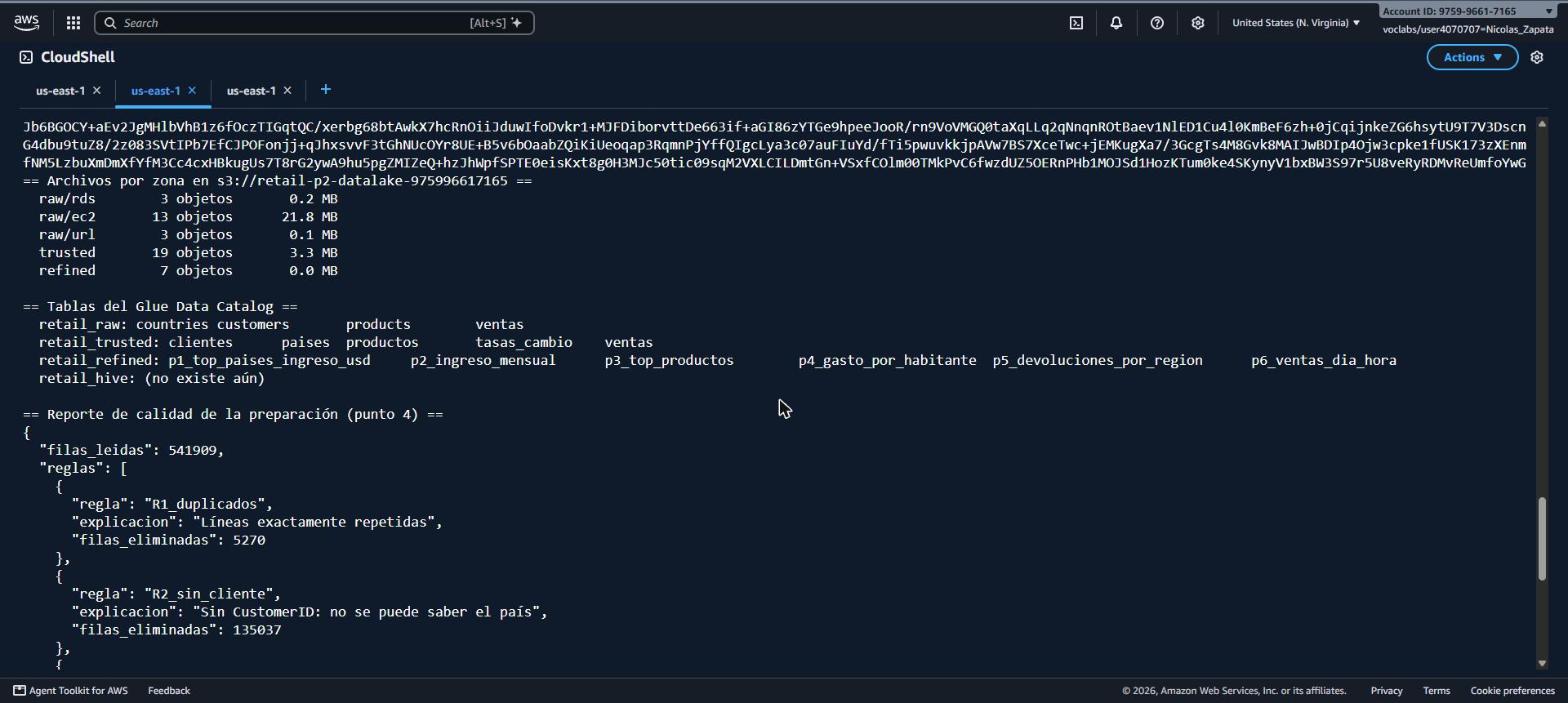 aws
Search [Alt+S]
United States (N. Virginia)
Account ID: 9759-9661-7165
voclabs/user4070707=Nicolas_Zapata
CloudShell
Actions
us-east-1
us-east-1
us-east-1
== Archivos por zona en s3://retail-p2-datalake-975996617165 ==
raw/rds 3 objetos 0.2 MB
raw/ec2 13 objetos 21.8 MB
raw/url 3 objetos 0.1 MB
trusted 19 objetos 3.3 MB
refined 7 objetos 0.0 MB
== Tablas del Glue Data Catalog ==
retail_raw: countries customers products ventas
retail_trusted: clientes paises productos tasas_cambio ventas
retail_refined: p1_top_paises_ingreso_usd p2_ingreso_mensual p3_top_productos p4_gasto_por_habitante p5_devoluciones_por_region p6_ventas_dia_hora
retail_hive: (no existe aún)
== Reporte de calidad de la preparación (punto 4) ==
{
"filas_leidas": 541909,
"reglas": [
{
"regla": "R1_duplicados",
"explicacion": "Líneas exactamente repetidas",
"filas_eliminadas": 5270
},
{
"regla": "R2_sin_cliente",
"explicacion": "Sin CustomerID: no se puede saber el país",
"filas_eliminadas": 135037
},
{
Agent Toolkit for AWS Feedback
© 2026, Amazon Web Services, Inc. or its affiliates. Privacy Terms Cookie preferences